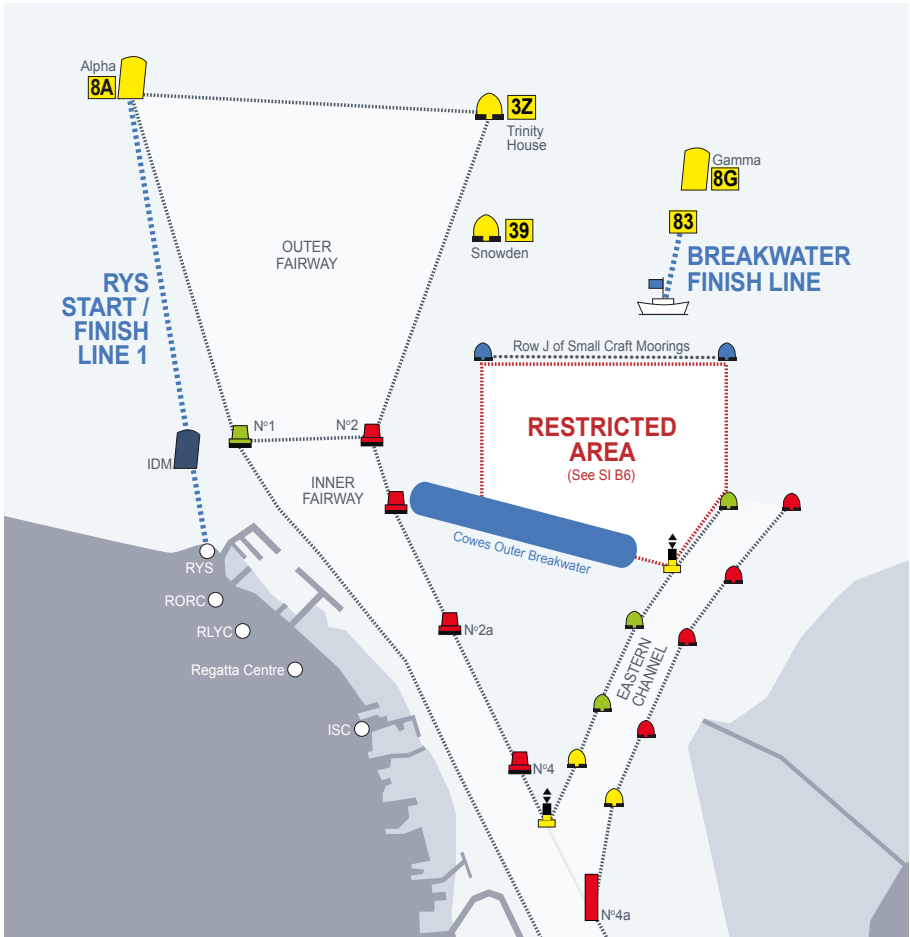 Alpha
8A
3Z
Trinity
House
Gamma
8G
39
Snowden
83
OUTER
FAIRWAY
BREAKWATER
FINISH LINE
RYS
START /
FINISH
LINE 1
Row J of Small Craft Moorings
Nº1
Nº2
RESTRICTED
AREA
(See SI B6)
IDM
INNER
FAIRWAY
Cowes Outer Breakwater
RYS
RORC
RLYC
Nº2a
Regatta Centre
EASTERN
CHANNEL
ISC
Nº4
Nº4a